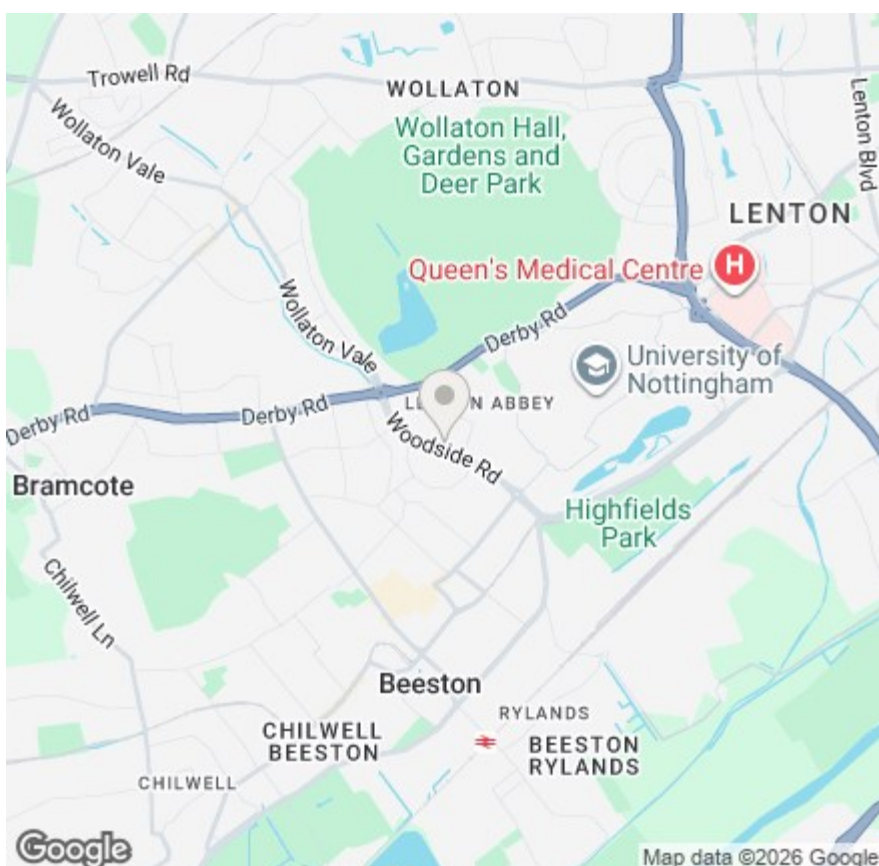 Trowell Rd
WOLLATON
Wollaton Vale
Wollaton Hall,
Gardens and
Deer Park
Lenton Blvd
LENTON
Queen's Medical Centre
H
Wollaton Vale
Derby Rd
University of
Nottingham
Derby Rd
Derby Rd
ABBEY
Woodside Rd
Bramcote
Highfields
Park
Chilwell Ln
Beeston
RYLANDS
CHILWELL
BEESTON
BEESTON
RYLANDS
CHILWELL
Google
Map data ©2026 Google